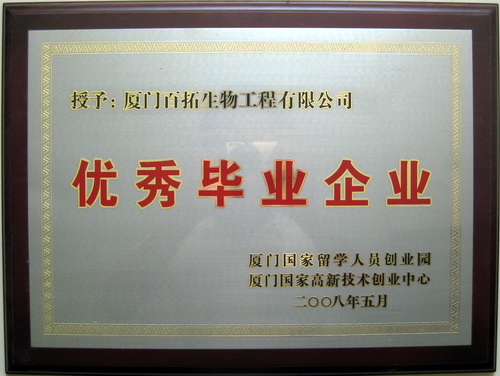 授予：厦门百拓生物工程有限公司
优秀毕业企业
厦门国家留学人员创业园
厦门国家高新技术创业中心
二〇〇八年五月